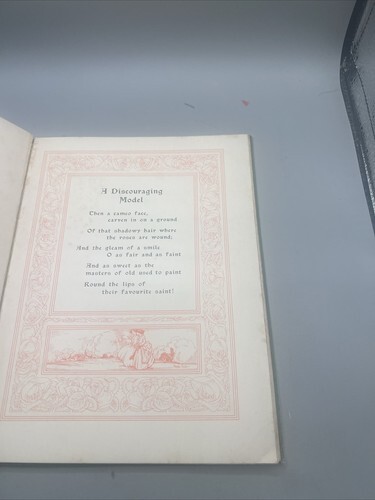 A Discouraging
Model
Then a cameo face,
carven in on a ground
Of that shadowy hair where
the roses are wound;
And the gleam of a smile
O as fair and as faint
And as sweet as the
masters of old used to paint
Round the lips of
their favourite saint!